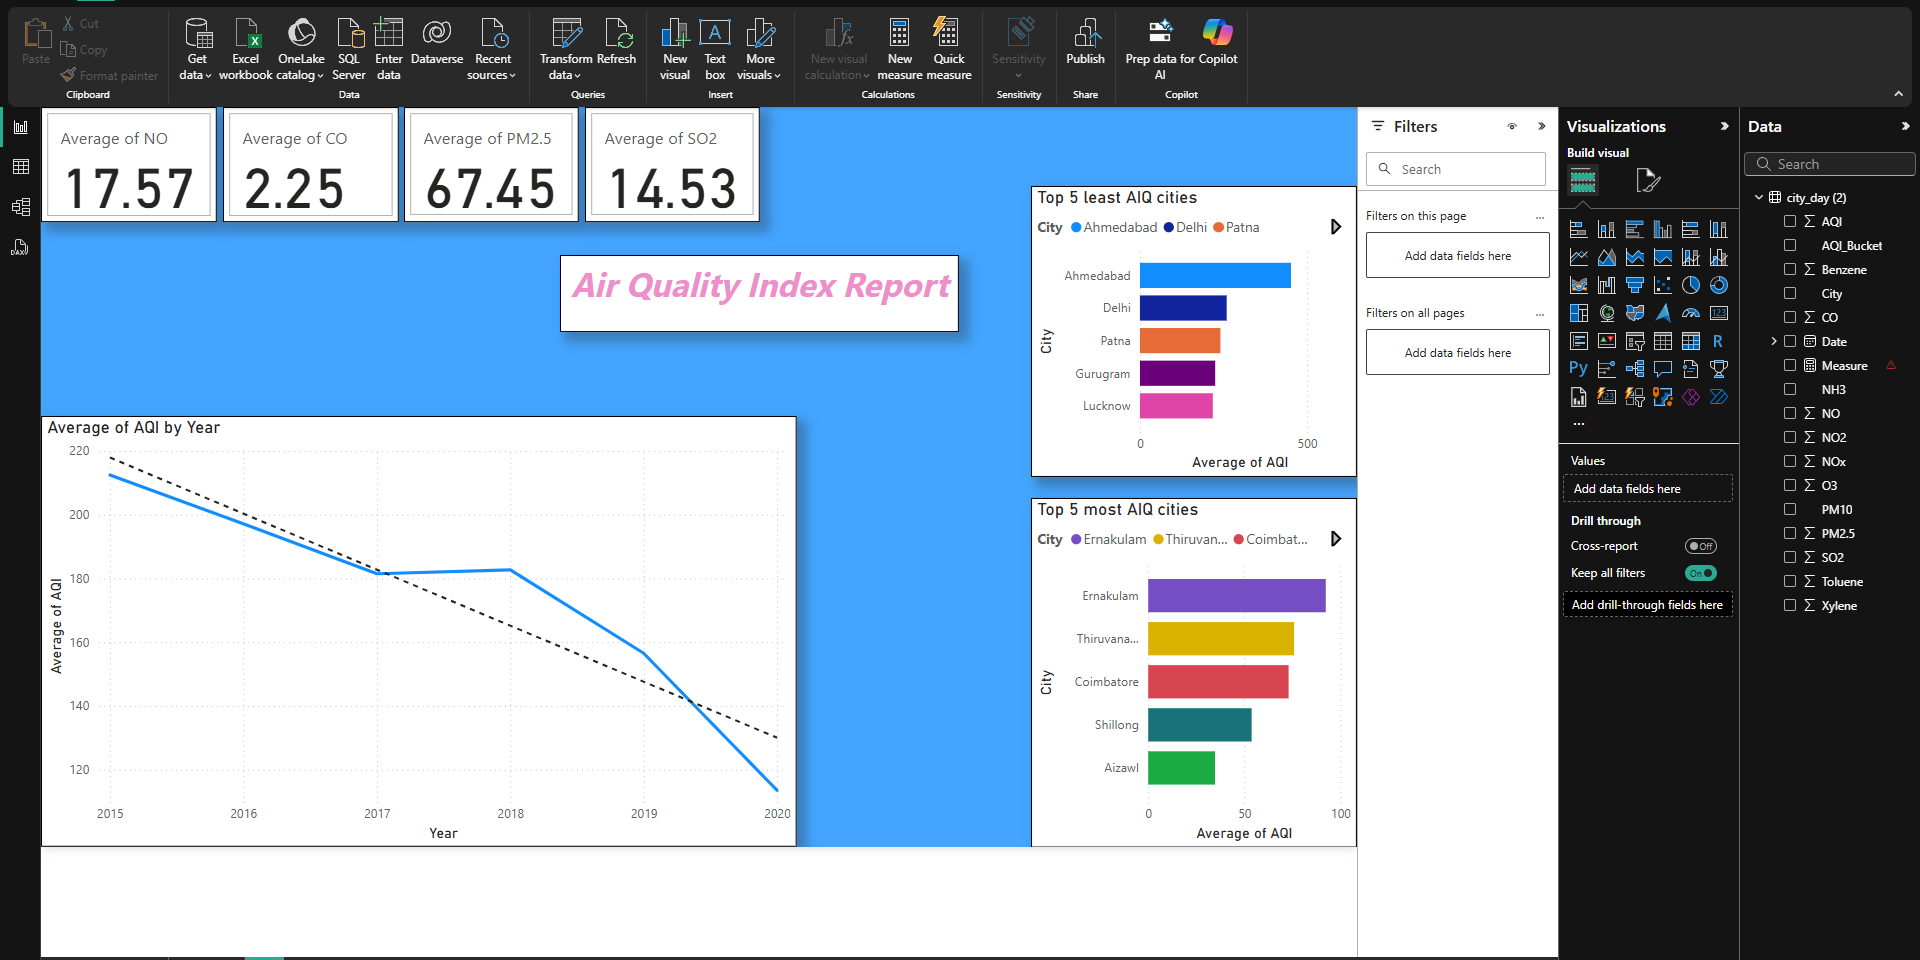 Paste
Cut
Copy
Format painter
Clipboard
Get data
Excel workbook
OneLake catalog
SQL Server
Enter data
Dataverse
Recent sources
Data
Transform data
Refresh
Queries
New visual
Text box
More visuals
Insert
New visual calculation
New measure
Quick measure
Calculations
Sensitivity
Sensitivity
Publish
Share
Prep data for AI
Copilot
Copilot
Average of NO
17.57
Average of CO
2.25
Average of PM2.5
67.45
Average of SO2
14.53
Air Quality Index Report
Average of AQI by Year
Average of AQI
220
200
180
160
140
120
2015 2016 2017 2018 2019 2020
Year
Top 5 least AIQ cities
City Ahmedabad Delhi Patna
City
Ahmedabad
Delhi
Patna
Gurugram
Lucknow
0 500
Average of AQI
Top 5 most AIQ cities
City Ernakulam Thiruvan... Coimbat...
City
Ernakulam
Thiruvana...
Coimbatore
Shillong
Aizawl
0 50 100
Average of AQI
Filters
Search
Filters on this page ...
Add data fields here
Filters on all pages ...
Add data fields here
Visualizations
Build visual
123
R
Py
...
Values
Add data fields here
Drill through
Cross-report Off
Keep all filters On
Add drill-through fields here
Data
Search
city_day (2)
AQI
AQI_Bucket
Benzene
City
CO
Date
Measure
NH3
NO
NO2
NOx
O3
PM10
PM2.5
SO2
Toluene
Xylene
DAX